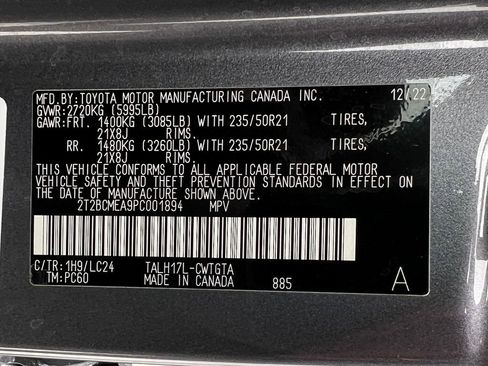 MFD.BY:TOYOTA MOTOR MANUFACTURING CANADA INC. 12/22
GVWR:2720KG (5995LB)
GAWR:FRT. 1400KG (3085LB) WITH 235/50R21 TIRES,
21X8J RIMS.
RR. 1480KG (3260LB) WITH 235/50R21 TIRES,
21X8J RIMS.
THIS VEHICLE CONFORMS TO ALL APPLICABLE FEDERAL MOTOR
VEHICLE SAFETY AND THEFT PREVENTION STANDARDS IN EFFECT ON
THE DATE OF MANUFACTURE SHOWN ABOVE.
2T2BCMEA9PC001894 MPV
C/TR:1H9/LC24 TALH17L-CWTGTA
TM:PC60 MADE IN CANADA 885 A